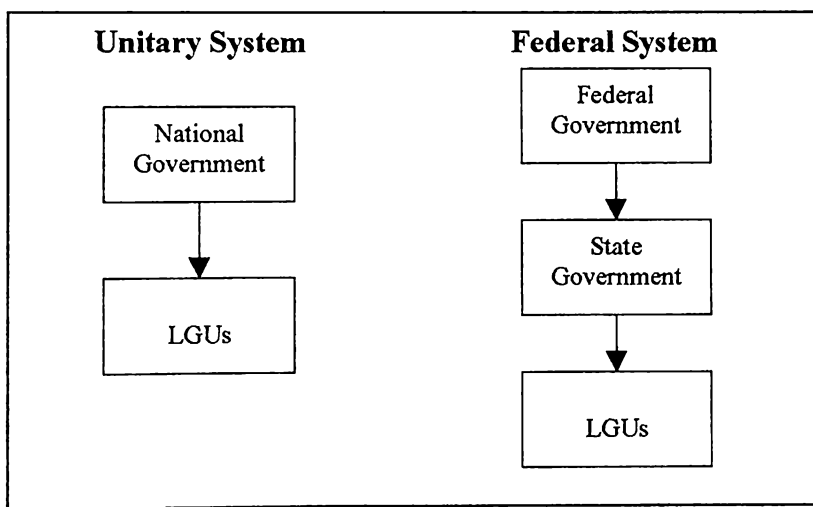 Unitary System
National
Government
LGUs
Federal System
Federal
Government
State
Government
LGUs